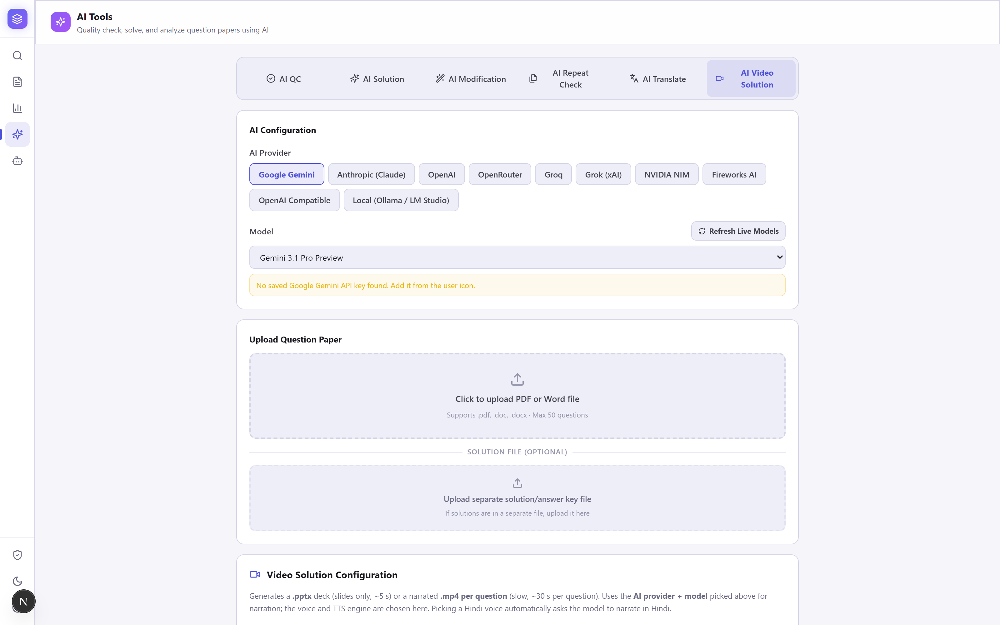 AI Tools
Quality check, solve, and analyze question papers using AI
AI QC
AI Solution
AI Modification
AI Repeat
Check
AI Translate
AI Video
Solution
AI Configuration
AI Provider
Google Gemini
Anthropic (Claude)
OpenAI
OpenRouter
Groq
Grok (xAI)
NVIDIA NIM
Fireworks AI
OpenAI Compatible
Local (Ollama / LM Studio)
Model
Refresh Live Models
Gemini 3.1 Pro Preview
No saved Google Gemini API key found. Add it from the user icon.
Upload Question Paper
Click to upload PDF or Word file
Supports .pdf, .doc, .docx · Max 50 questions
SOLUTION FILE (OPTIONAL)
Upload separate solution/answer key file
If solutions are in a separate file, upload it here
Video Solution Configuration
Generates a .pptx deck (slides only, ~5 s) or a narrated .mp4 per question (slow, ~30 s per question). Uses the AI provider + model picked above for
narration; the voice and TTS engine are chosen here. Picking a Hindi voice automatically asks the model to narrate in Hindi.
N